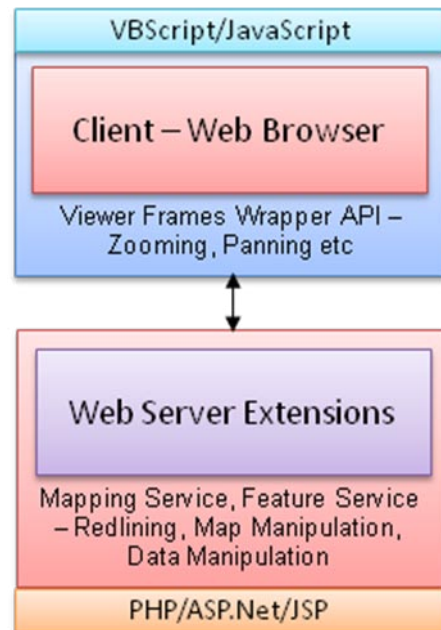 VBScript/JavaScript
Client – Web Browser
Viewer Frames Wrapper API –
Zooming, Panning etc
Web Server Extensions
Mapping Service, Feature Service
– Redlining, Map Manipulation,
Data Manipulation
PHP/ASP.Net/JSP